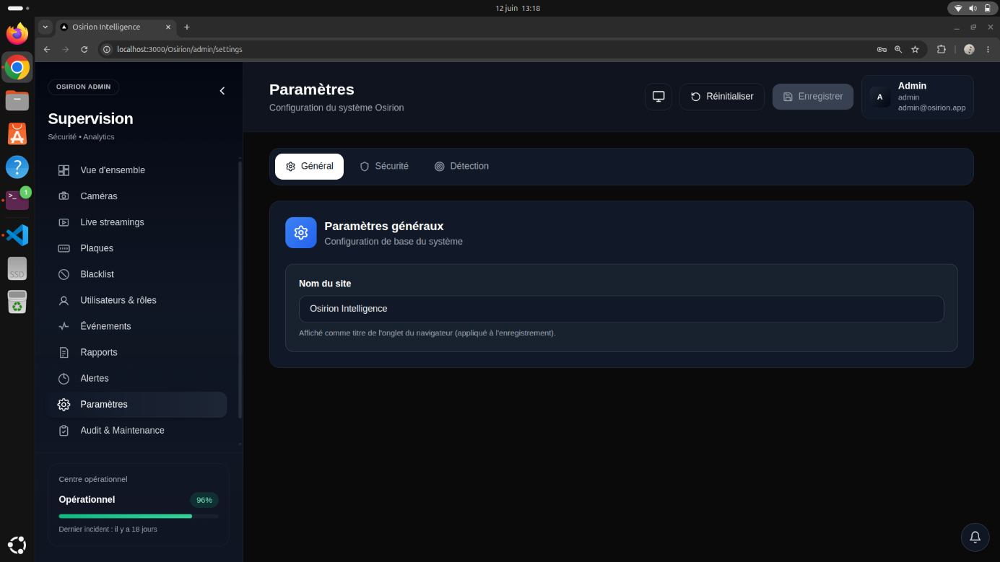 12 juin 13:18
Osirion Intelligence
localhost:3000/Osirion/admin/settings
1
SSD
OSIRION ADMIN
Supervision
Sécurité • Analytics
Vue d'ensemble
Caméras
Live streamings
Plaques
Blacklist
Utilisateurs & rôles
Événements
Rapports
Alertes
Paramètres
Audit & Maintenance
Centre opérationnel
Opérationnel 96%
Dernier incident : il y a 18 jours
Paramètres
Configuration du système Osirion
Réinitialiser
Enregistrer
A
Admin
admin
admin@osirion.app
Général Sécurité Détection
Paramètres généraux
Configuration de base du système
Nom du site
Osirion Intelligence
Affiché comme titre de l'onglet du navigateur (appliqué à l'enregistrement).